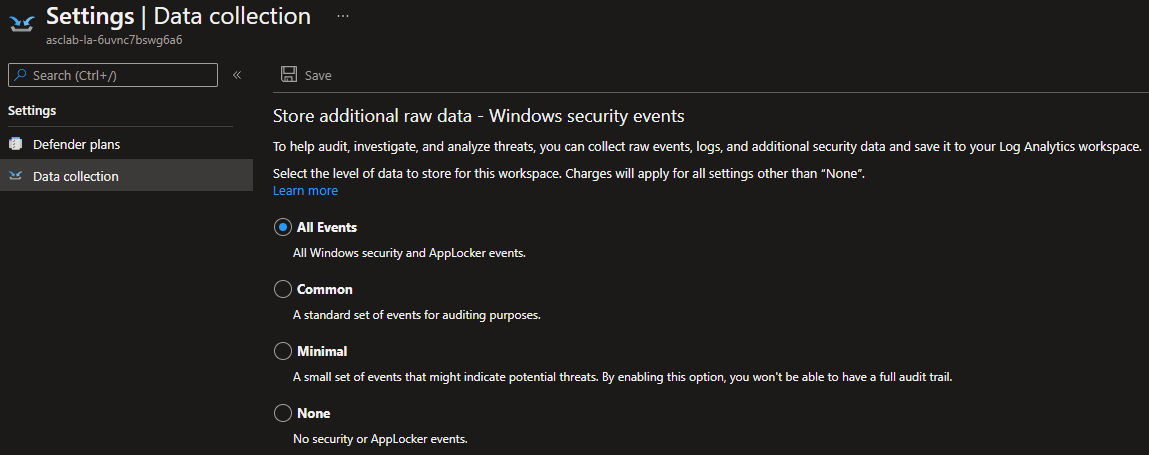 Settings | Data collection ...
asclab-la-6uvnc7bswg6a6
Search (Ctrl+/)
«
Save
Settings
Defender plans
Data collection
Store additional raw data - Windows security events
To help audit, investigate, and analyze threats, you can collect raw events, logs, and additional security data and save it to your Log Analytics workspace.
Select the level of data to store for this workspace. Charges will apply for all settings other than “None”.
Learn more
All Events
All Windows security and AppLocker events.
Common
A standard set of events for auditing purposes.
Minimal
A small set of events that might indicate potential threats. By enabling this option, you won't be able to have a full audit trail.
None
No security or AppLocker events.